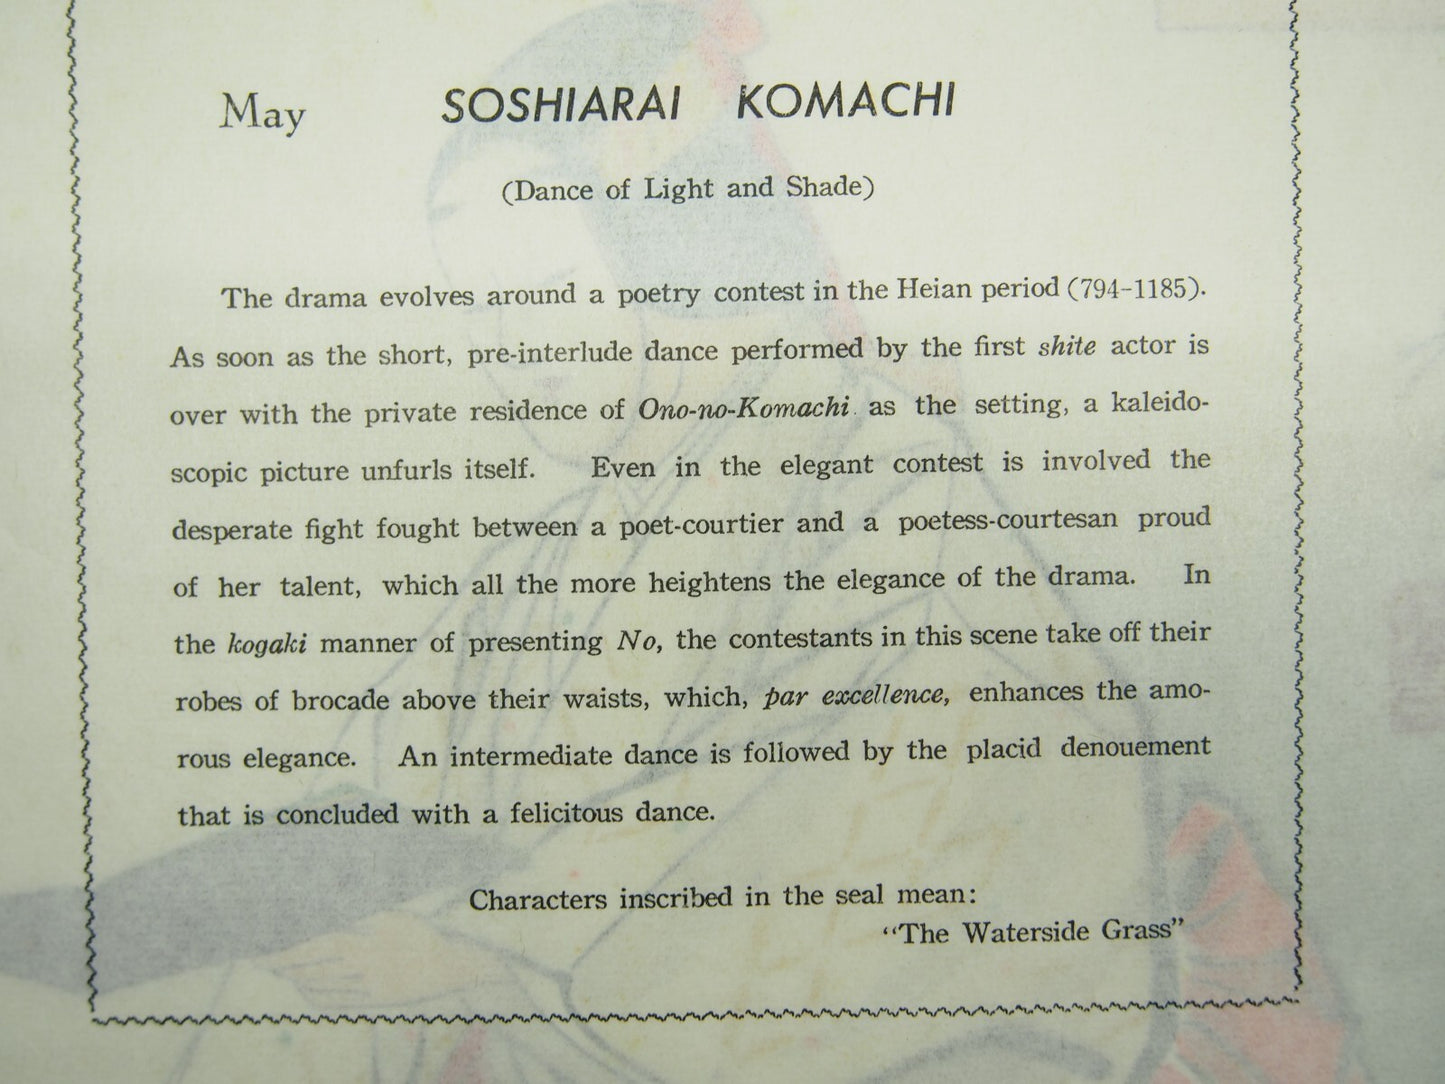 May SOSHIARAI KOMACHI
(Dance of Light and Shade)
The drama evolves around a poetry contest in the Heian period (794-1185).
As soon as the short, pre-interlude dance performed by the first shite actor is
over with the private residence of Ono-no-Komachi as the setting, a kaleido-
scopic picture unfurls itself. Even in the elegant contest is involved the
desperate fight fought between a poet-courtier and a poetess-courtesan proud
of her talent, which all the more heightens the elegance of the drama. In
the kogaki manner of presenting No, the contestants in this scene take off their
robes of brocade above their waists, which, par excellence, enhances the amo-
rous elegance. An intermediate dance is followed by the placid denouement
that is concluded with a felicitous dance.
Characters inscribed in the seal mean:
"The Waterside Grass"